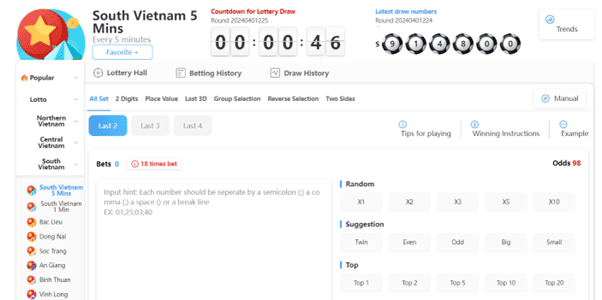 South Vietnam 5
Mins
Every 5 minutes
Favorite +
Countdown for Lottery Draw
Round 20240401225
00:00:46
Latest draw numbers
Round 20240401224
S 9 1 4 8 0 0
Trends
Popular
Lotto
Northern
Vietnam
Central
Vietnam
South
Vietnam
South Vietnam
5 Mins
South Vietnam
1 Min
Bac Lieu
Dong Nai
Soc Trang
An Giang
Binh Thuan
Vinh Long
Lottery Hall
Betting History
Draw History
All Set 2 Digits Place Value Last 3D Group Selection Reverse Selection Two Sides
Manual
Last 2 Last 3 Last 4
Tips for playing
Winning Instructions
Example
Bets 0
18 times bet
Odds 98
Input hint: Each number should be seperate by a semicolon (;) a co
mma (,) a space () or a break line
EX: 01;25;03;40
Random
X1 X2 X3 X5 X10
Suggestion
Twin Even Odd Big Small
Top
Top 1 Top 2 Top 5 Top 10 Top 20